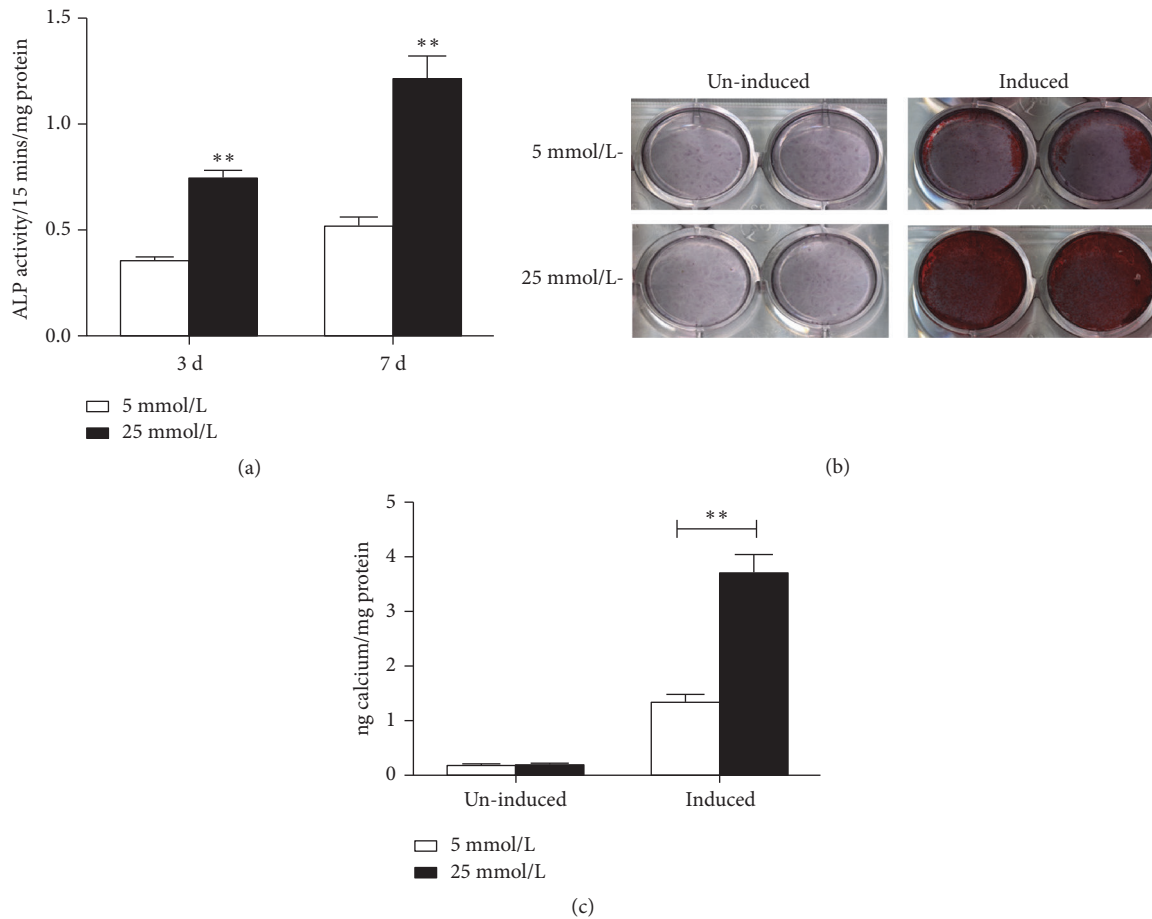 1.5
1.0
0.5
0.0
ALP activity/15 mins/mg protein
**
**
3 d
7 d
5 mmol/L
25 mmol/L
(a)
Un-induced
Induced
5 mmol/L-
25 mmol/L-
(b)
5
4
3
2
1
0
ng calcium/mg protein
**
Un-induced
Induced
5 mmol/L
25 mmol/L
(c)